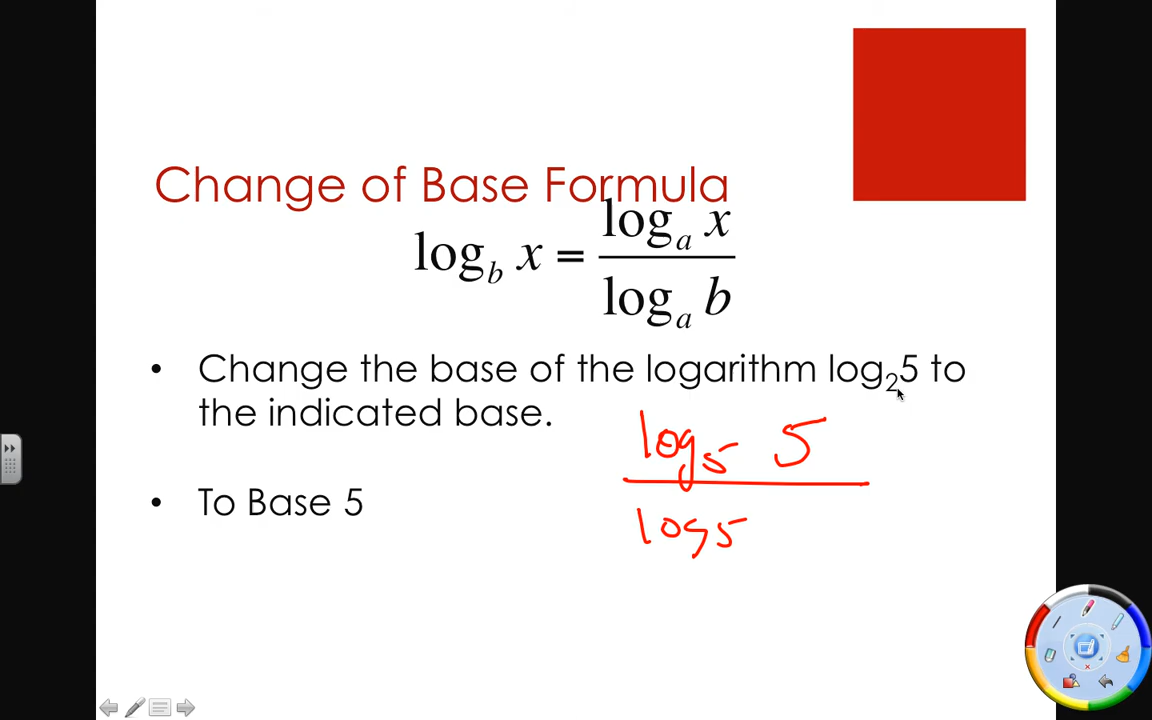 Change of Base Formula
log_b x = log_a x / log_a b
• Change the base of the logarithm log₂5 to
the indicated base.
log₅ 5
log₅
• To Base 5